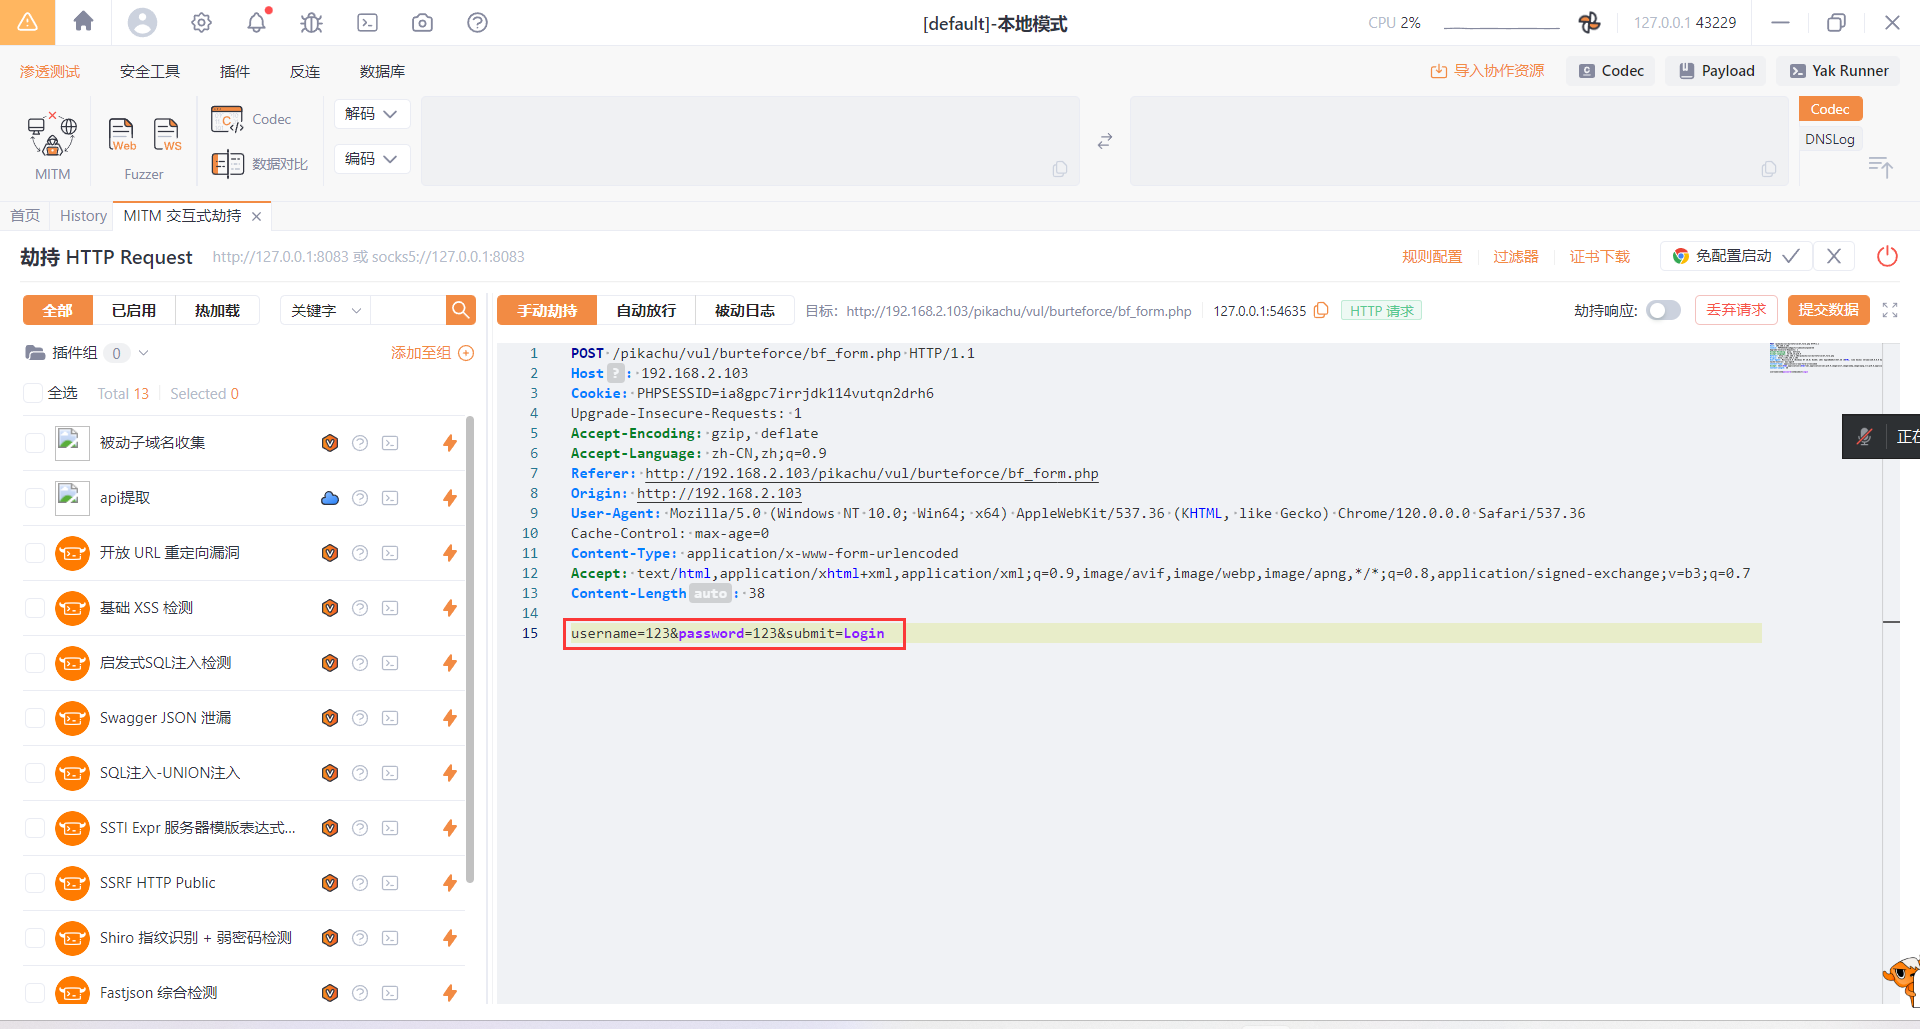 [default]-本地模式
CPU 2%
127.0.0.1 43229
渗透测试 安全工具 插件 反连 数据库
导入协作资源 Codec Payload Yak Runner
MITM
Web
WS
Fuzzer
Codec
数据对比
解码
编码
Codec
DNSLog
首页 History MITM 交互式劫持
劫持 HTTP Request http://127.0.0.1:8083 或 socks5://127.0.0.1:8083
规则配置 过滤器 证书下载 免配置启动
全部 已启用 热加载 关键字
手动劫持 自动放行 被动日志 目标: http://192.168.2.103/pikachu/vul/burteforce/bf_form.php 127.0.0.1:54635 HTTP 请求 劫持响应: 丢弃请求 提交数据
插件组 0 添加至组
全选 Total 13 Selected 0
被动子域名收集
api提取
开放 URL 重定向漏洞
基础 XSS 检测
启发式SQL注入检测
Swagger JSON 泄漏
SQL注入-UNION注入
SSTI Expr 服务器模版表达式...
SSRF HTTP Public
Shiro 指纹识别 + 弱密码检测
Fastjson 综合检测
1 POST /pikachu/vul/burteforce/bf_form.php HTTP/1.1
2 Host ? : 192.168.2.103
3 Cookie: PHPSESSID=ia8gpc7irrjdk114vutqn2drh6
4 Upgrade-Insecure-Requests: 1
5 Accept-Encoding: gzip, deflate
6 Accept-Language: zh-CN,zh;q=0.9
7 Referer: http://192.168.2.103/pikachu/vul/burteforce/bf_form.php
8 Origin: http://192.168.2.103
9 User-Agent: Mozilla/5.0 (Windows NT 10.0; Win64; x64) AppleWebKit/537.36 (KHTML, like Gecko) Chrome/120.0.0.0 Safari/537.36
10 Cache-Control: max-age=0
11 Content-Type: application/x-www-form-urlencoded
12 Accept: text/html,application/xhtml+xml,application/xml;q=0.9,image/avif,image/webp,image/apng,*/*;q=0.8,application/signed-exchange;v=b3;q=0.7
13 Content-Length auto : 38
14
15 username=123&password=123&submit=Login
正在